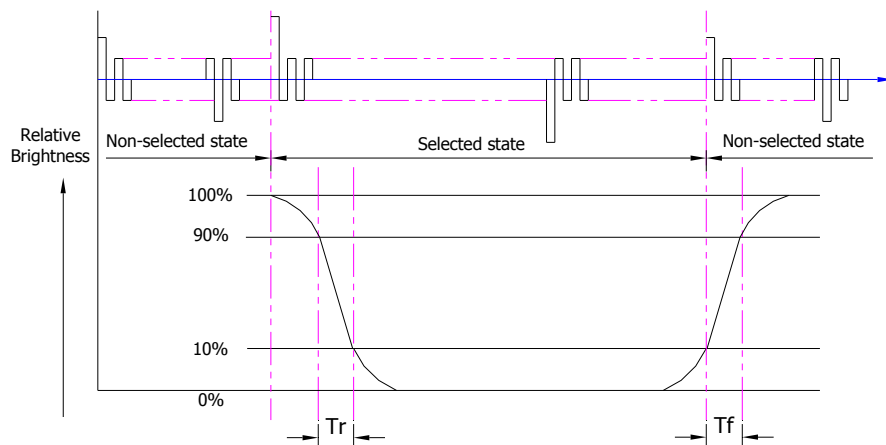 Relative
Brightness
Non-selected state
Selected state
Non-selected state
100%
90%
10%
0%
Tr
Tf